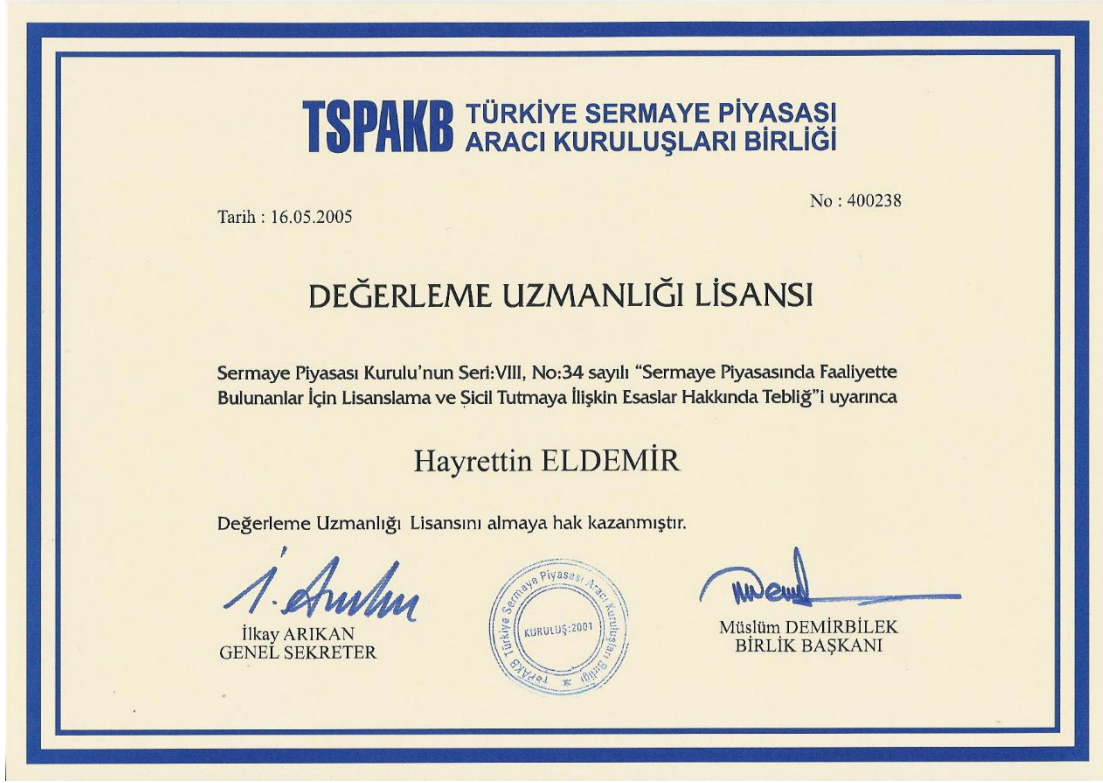 TSPAKB TÜRKİYE SERMAYE PİYASASI
ARACI KURULUŞLARI BİRLİĞİ
No : 400238
Tarih : 16.05.2005
DEĞERLEME UZMANLIĞI LİSANSI
Sermaye Piyasası Kurulu'nun Seri:VIII, No:34 sayılı “Sermaye Piyasasında Faaliyette
Bulunanlar İçin Lisanslama ve Sicil Tutmaya İlişkin Esaslar Hakkında Tebliğ”i uyarınca
Hayrettin ELDEMİR
Değerleme Uzmanlığı Lisansını almaya hak kazanmıştır.
İlkay ARIKAN
GENEL SEKRETER
TSPAKB Türkiye Sermaye Piyasası Aracı Kuruluşları Birliği
KURULUŞ:2001
Müslüm DEMİRBİLEK
BİRLİK BAŞKANI